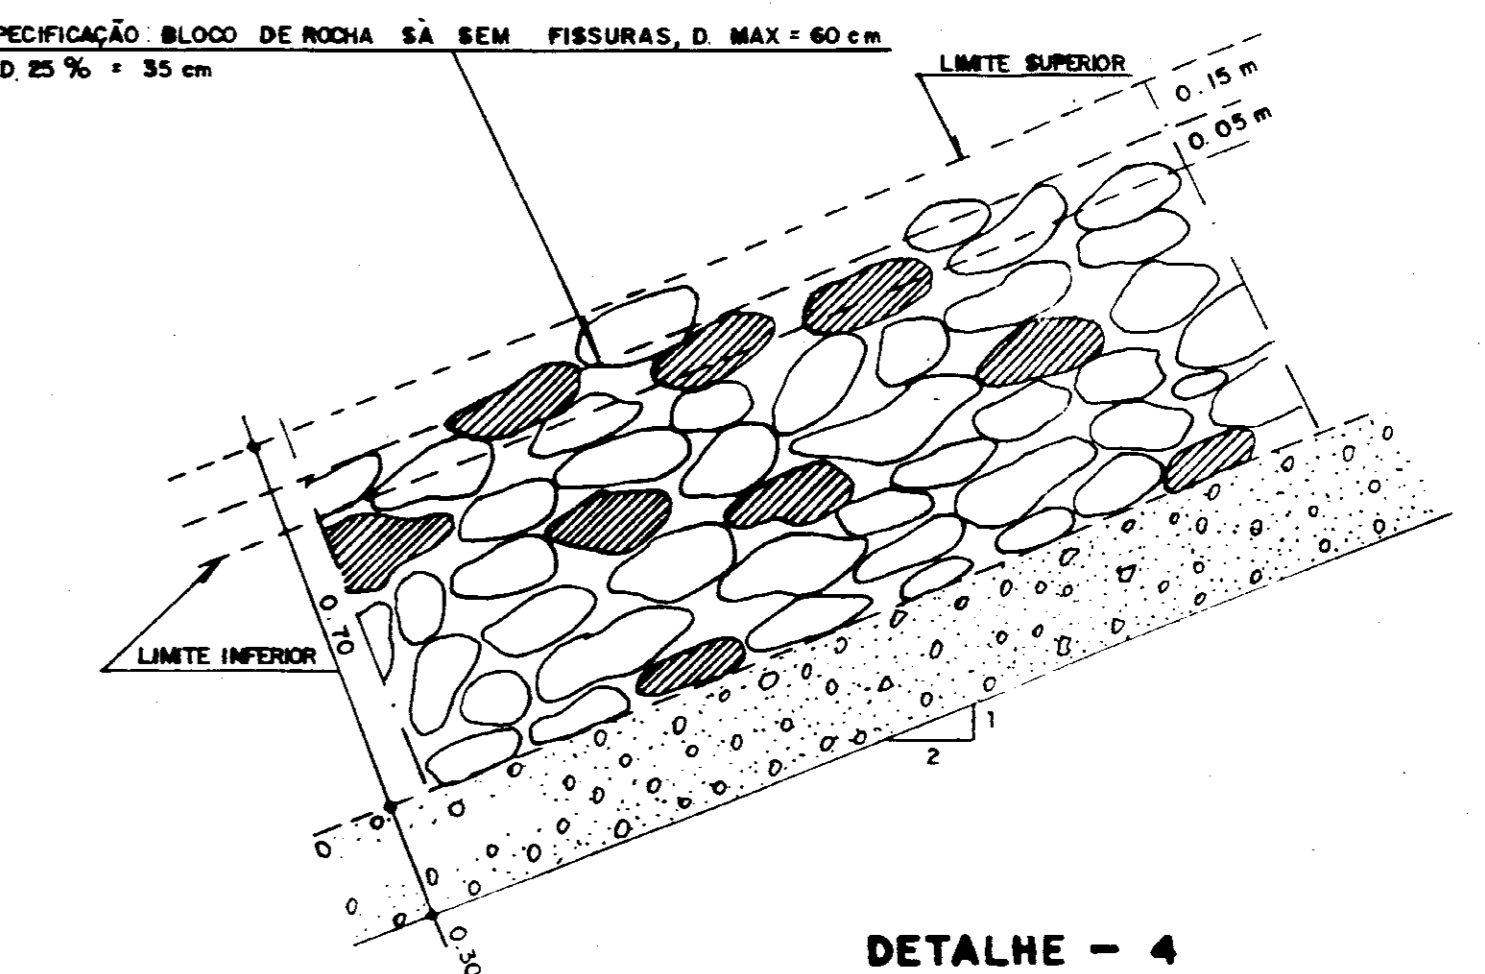 PECIFICAÇÃO: BLOCO DE ROCHA SÀ SEM FISSURAS, D. MAX = 60 cm
D. 25 % = 35 cm
LIMITE SUPERIOR
0.15 m
0.05 m
0.70
LIMITE INFERIOR
1
2
0.30
DETALHE - 4